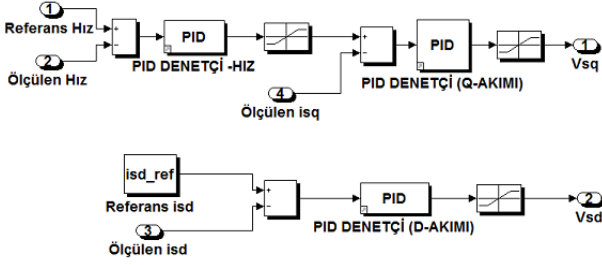 1
Referans Hız
+
−
2
Ölçülen Hız
PID
?
PID DENETÇİ -HIZ
+
−
4
Ölçülen isq
PID
?
PID DENETÇİ (Q-AKIMI)
1
Vsq
isd_ref
Referans isd
+
−
3
Ölçülen isd
PID
?
PID DENETÇİ (D-AKIMI)
2
Vsd